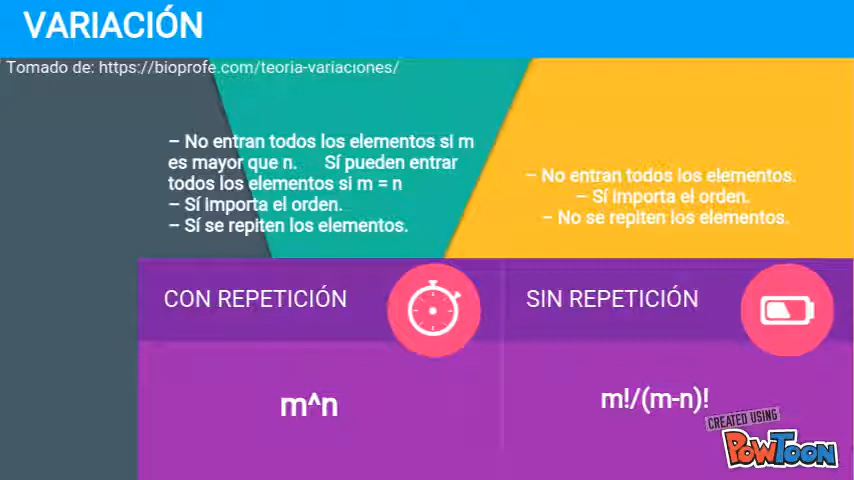 VARIACIÓN
Tomado de: https://bioprofe.com/teoria-variaciones/
– No entran todos los elementos si m
es mayor que n. Sí pueden entrar
todos los elementos si m = n
– Sí importa el orden.
– Sí se repiten los elementos.
– No entran todos los elementos.
– Sí importa el orden.
– No se repiten los elementos.
CON REPETICIÓN
SIN REPETICIÓN
m^n
m!/(m-n)!
CREATED USING
POWTOON